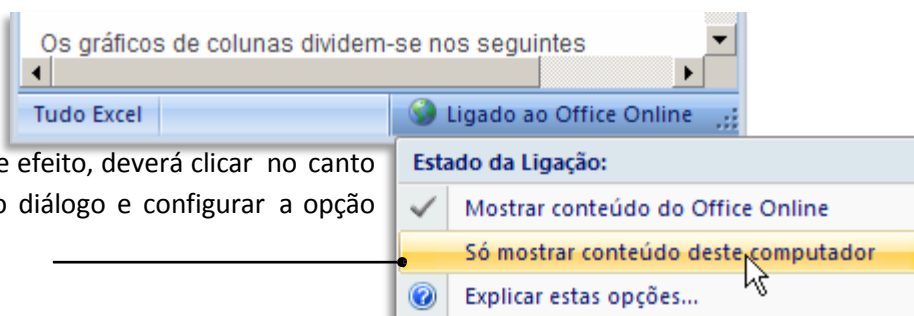 Os gráficos de colunas dividem-se nos seguintes
Tudo Excel
Ligado ao Office Online
e efeito, deverá clicar no canto
o diálogo e configurar a opção
Estado da Ligação:
Mostrar conteúdo do Office Online
Só mostrar conteúdo deste computador
Explicar estas opções...